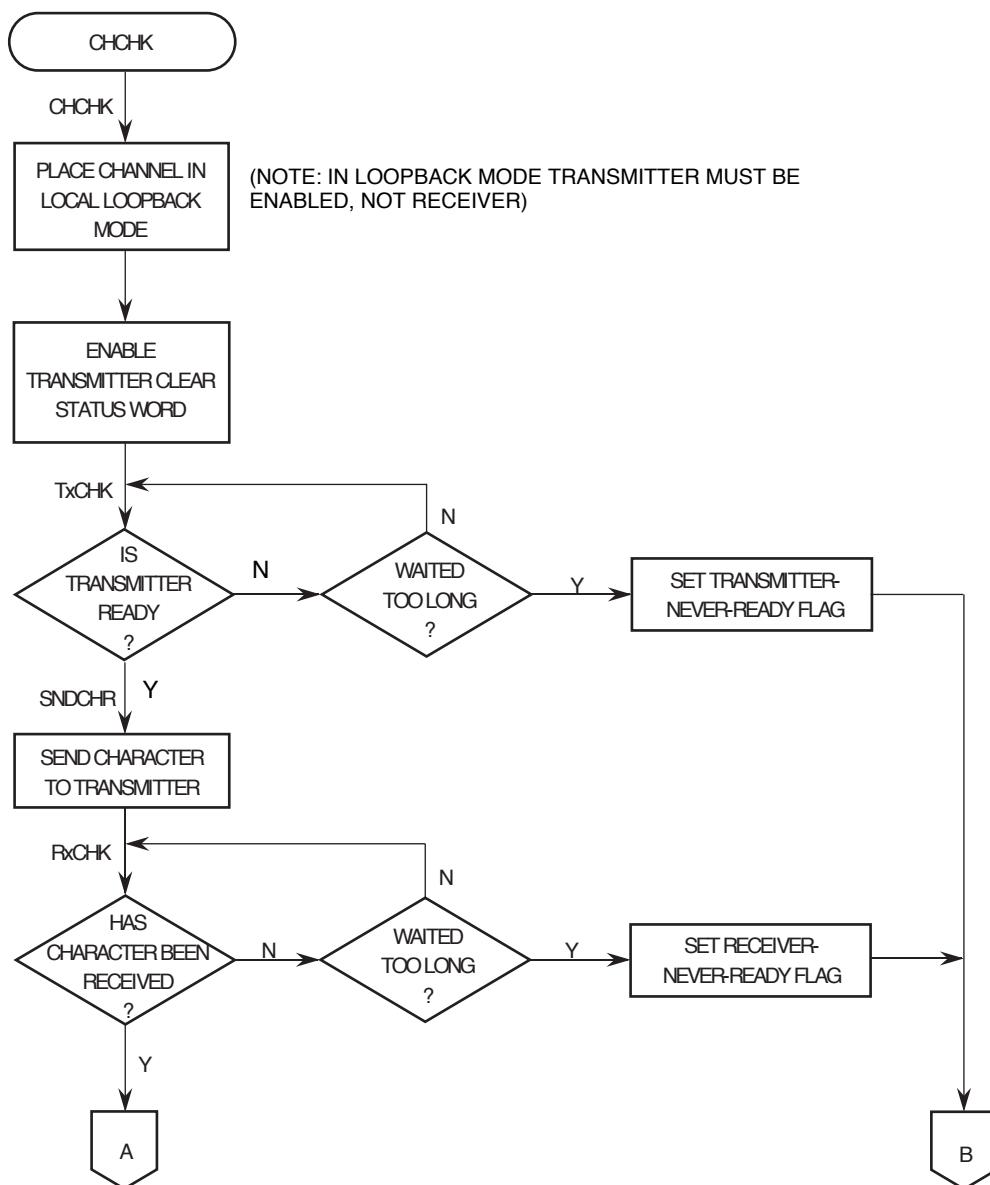 CHCHK
CHCHK
PLACE CHANNEL IN
LOCAL LOOPBACK
MODE
(NOTE: IN LOOPBACK MODE TRANSMITTER MUST BE
ENABLED, NOT RECEIVER)
ENABLE
TRANSMITTER CLEAR
STATUS WORD
TxCHK
N
IS
TRANSMITTER
READY
?
N
WAITED
TOO LONG
?
Y
SET TRANSMITTER-
NEVER-READY FLAG
SNDCHR
Y
SEND CHARACTER
TO TRANSMITTER
RxCHK
N
HAS
CHARACTER BEEN
RECEIVED
?
N
WAITED
TOO LONG
?
Y
SET RECEIVER-
NEVER-READY FLAG
Y
A
B